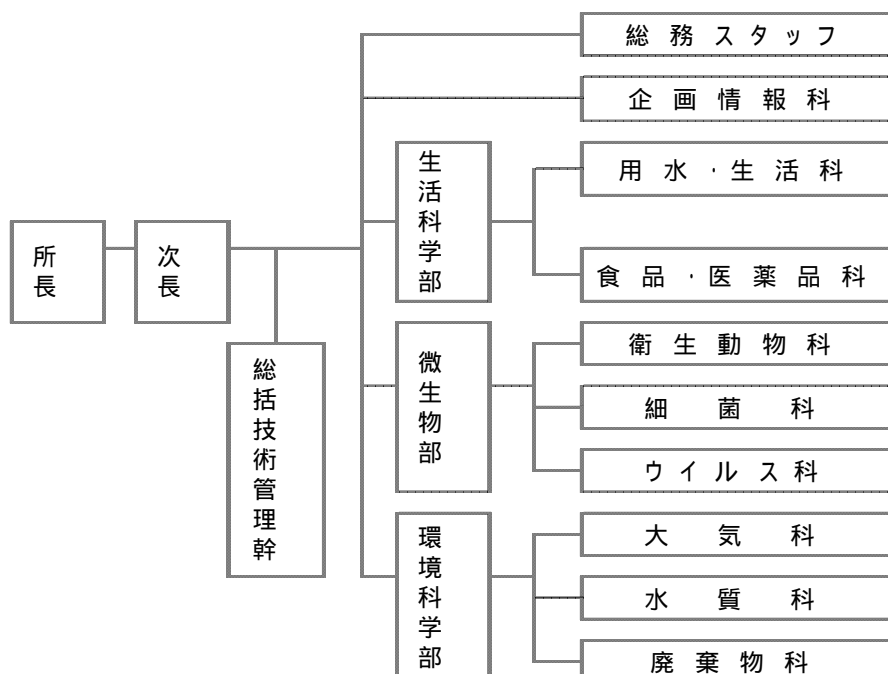 所長
次長
総括技術管理幹
総務スタッフ
企画情報科
生活科学部
用水・生活科
食品・医薬品科
微生物部
衛生動物科
細菌科
ウイルス科
環境科学部
大気科
水質科
廃棄物科